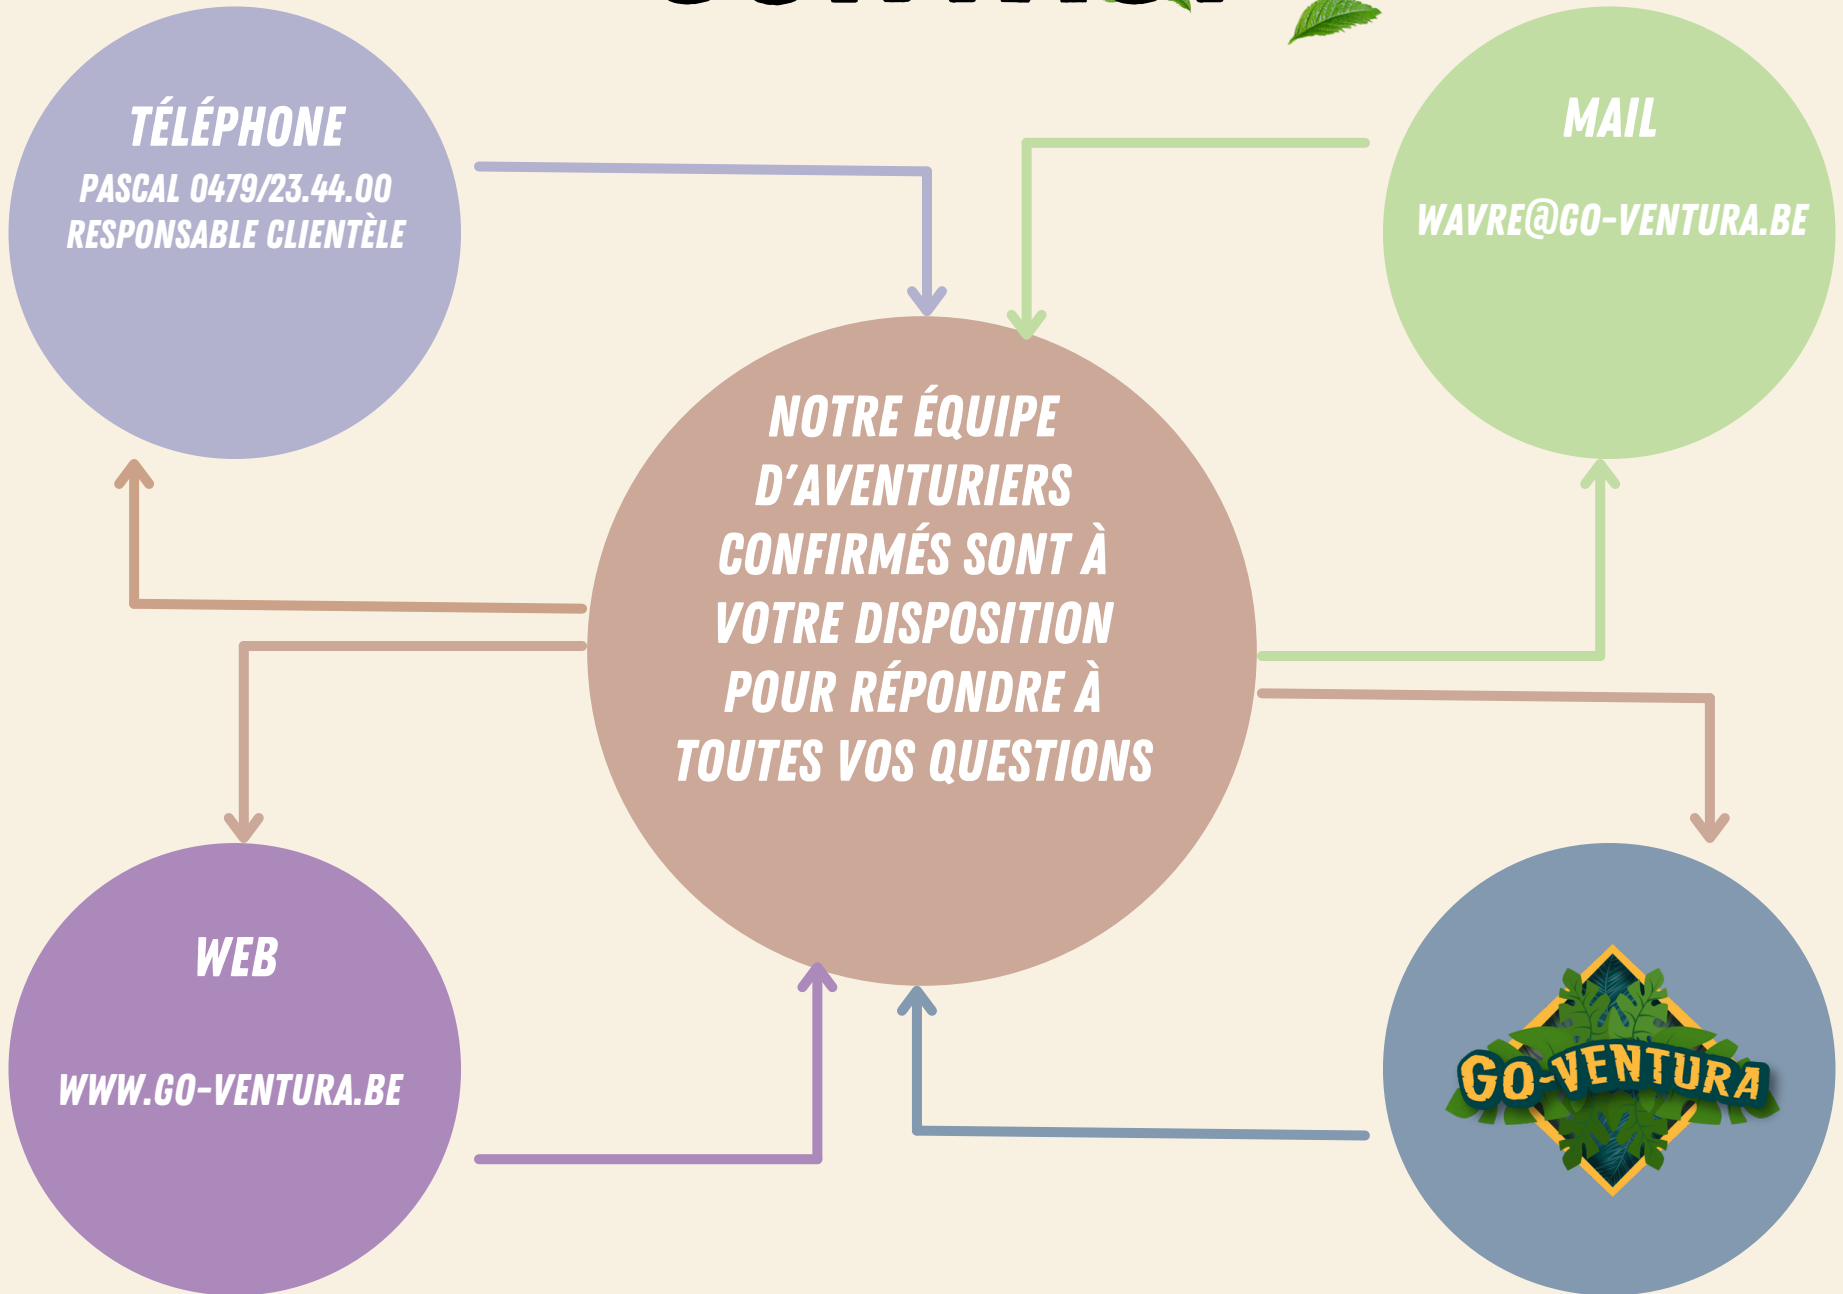 TÉLÉPHONE
PASCAL 0479/23.44.00
RESPONSABLE CLIENTÈLE
MAIL
WAVRE@GO-VENTURA.BE
NOTRE ÉQUIPE
D'AVENTURIERS
CONFIRMÉS SONT À
VOTRE DISPOSITION
POUR RÉPONDRE À
TOUTES VOS QUESTIONS
WEB
WWW.GO-VENTURA.BE
GO-VENTURA